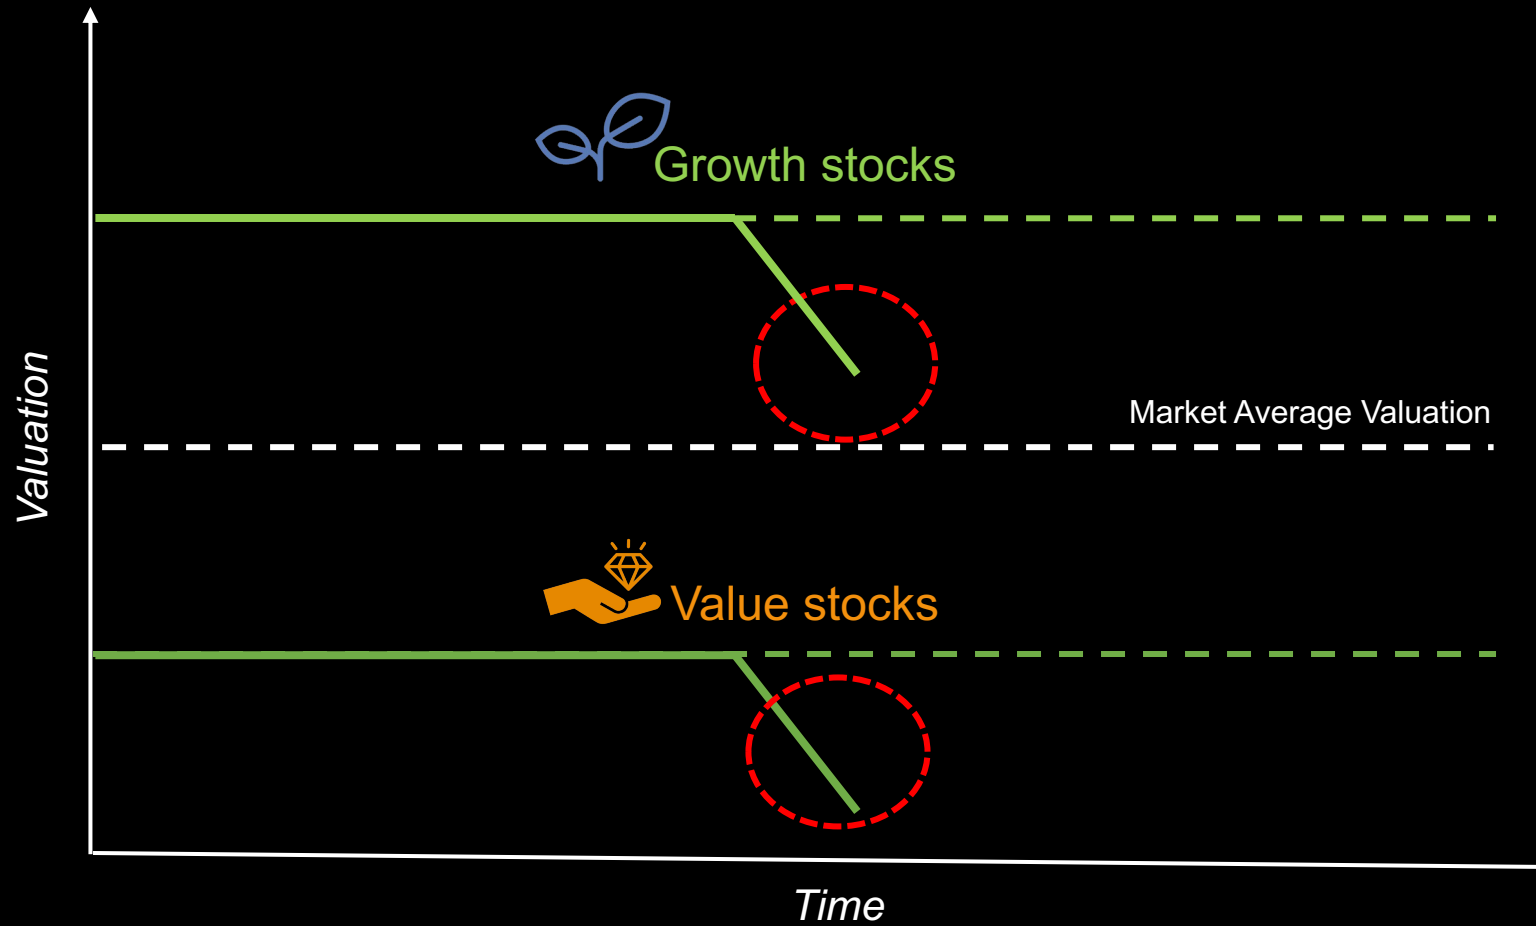 Growth stocks
Market Average Valuation
Valuation
Value stocks
Time